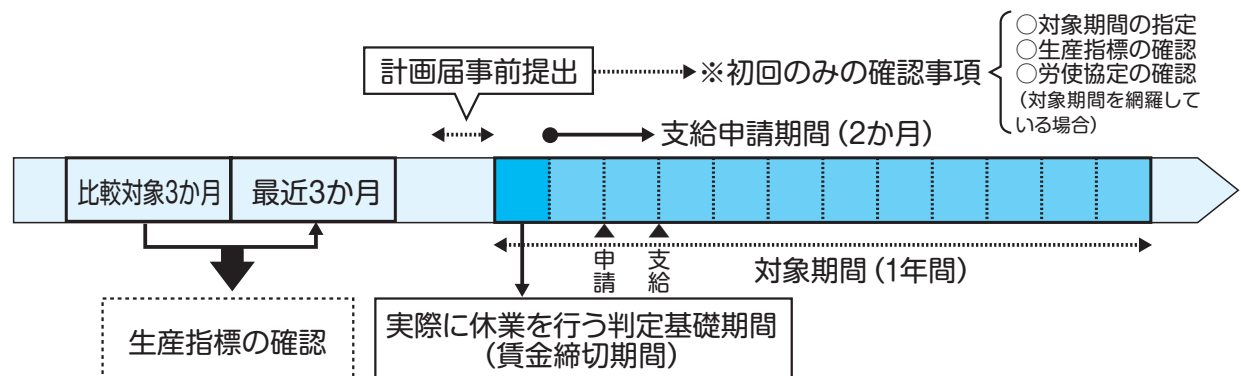 ○対象期間の指定
○生産指標の確認
○労使協定の確認
（対象期間を網羅して
いる場合）
計画届事前提出
※初回のみの確認事項
支給申請期間（2か月）
比較対象3か月
最近3か月
申請
支給
対象期間（1年間）
生産指標の確認
実際に休業を行う判定基礎期間
（賃金締切期間）